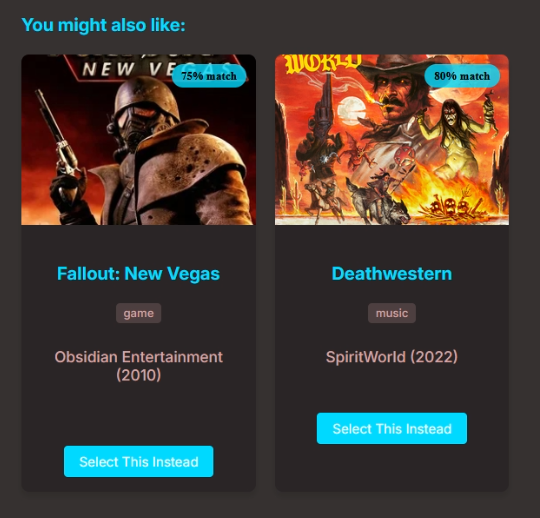 You might also like:
NEW VEGAS
75% match
WORLD
80% match
Fallout: New Vegas
Deathwestern
game
music
Obsidian Entertainment
(2010)
SpiritWorld (2022)
Select This Instead
Select This Instead